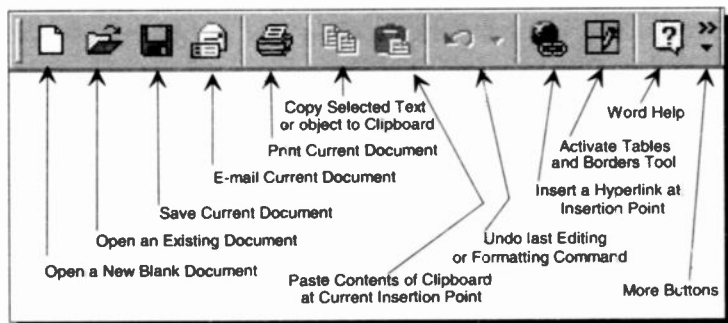 Copy Selected Text
or object to Clipboard
Word Help
Print Current Document
Activate Tables
and Borders Tool
E-mail Current Document
Insert a Hyperlink at
Insertion Point
Save Current Document
Open an Existing Document
Undo last Editing
or Formatting Command
Open a New Blank Document
Paste Contents of Clipboard
at Current Insertion Point
More Buttons